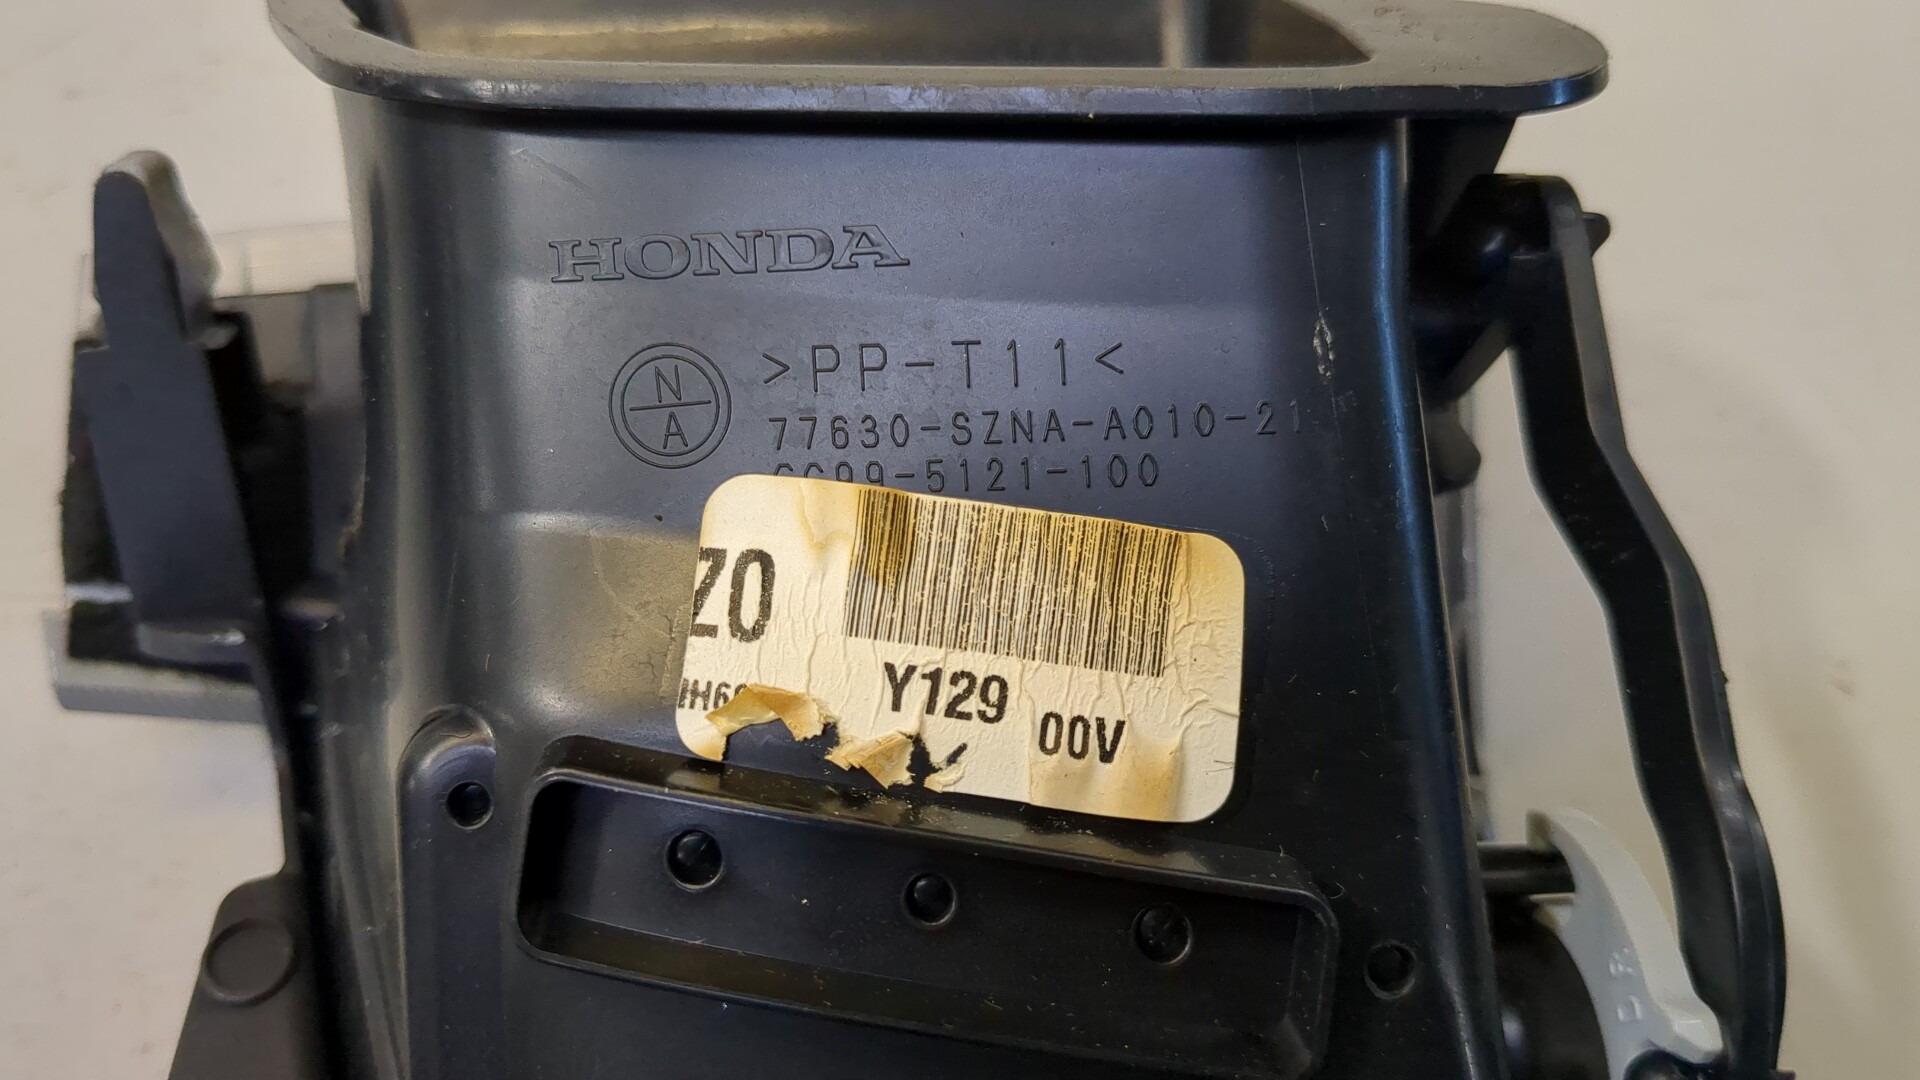 HONDA
N
A
>PP-T11<
77630-SZNA-A010-21
5121-100
Z0
Y129
00V